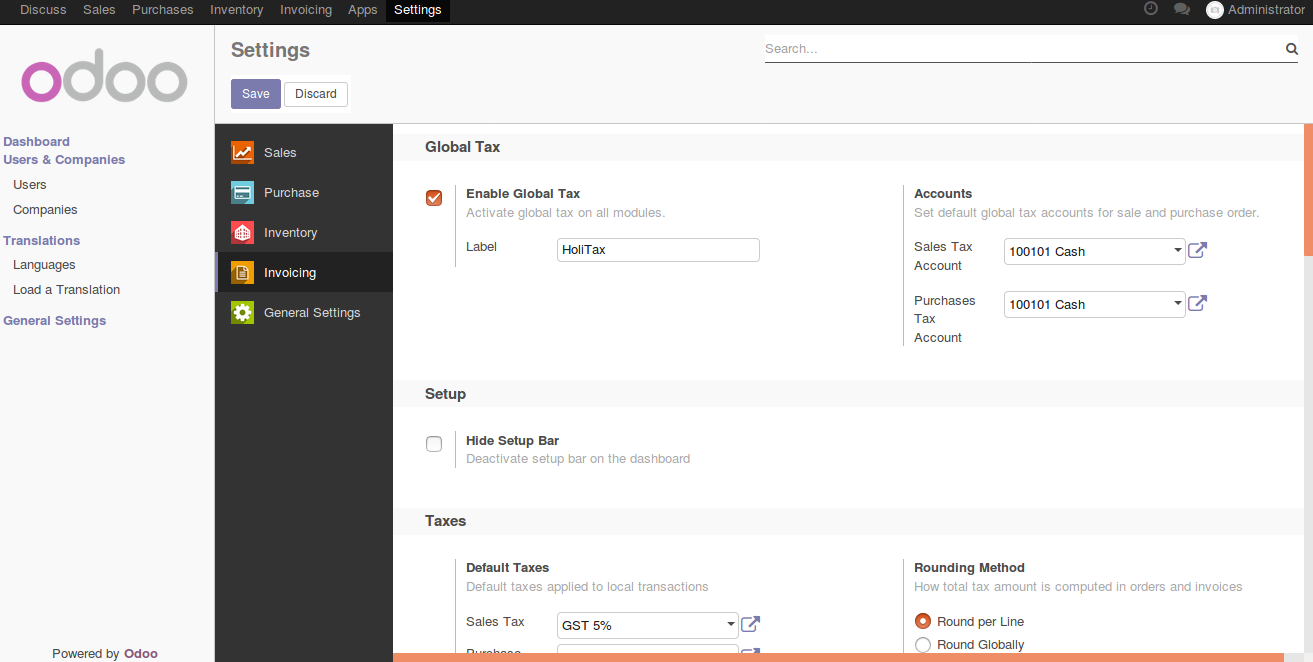 Discuss Sales Purchases Inventory Invoicing Apps Settings Administrator
odoo
Settings
Search...
Save Discard
Dashboard
Users & Companies
Users
Companies
Translations
Languages
Load a Translation
General Settings
Powered by Odoo
Sales
Purchase
Inventory
Invoicing
General Settings
Global Tax
Enable Global Tax
Activate global tax on all modules.
Label HoliTax
Accounts
Set default global tax accounts for sale and purchase order.
Sales Tax
Account
100101 Cash
Purchases
Tax
Account
100101 Cash
Setup
Hide Setup Bar
Deactivate setup bar on the dashboard
Taxes
Default Taxes
Default taxes applied to local transactions
Sales Tax GST 5%
Purchase
Rounding Method
How total tax amount is computed in orders and invoices
Round per Line
Round Globally